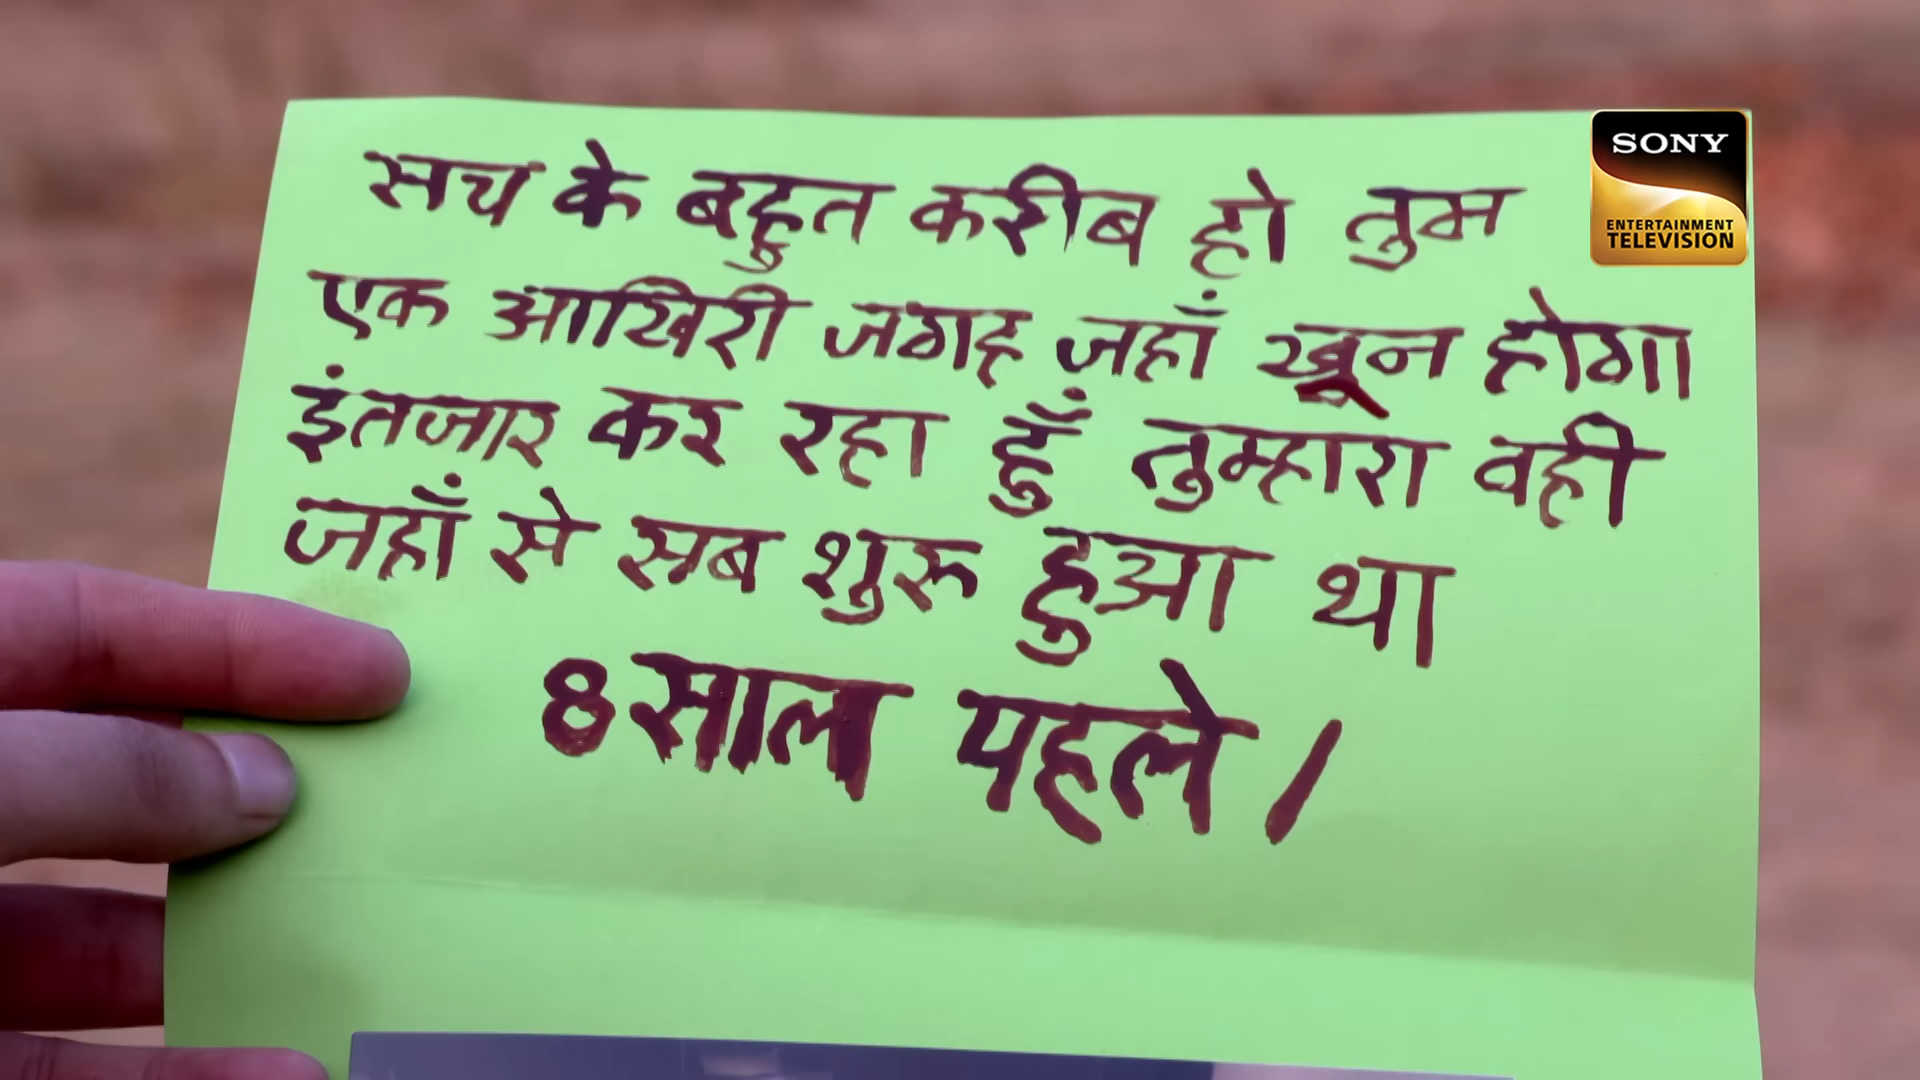 सच के बहुत करीब हो तुम
एक आखिरी जगह जहाँ खून होगा
इंतजार कर रहा हुँ तुम्हारा वही
जहाँ से सब शुरू हुआ था
8 साल पहले /
SONY
ENTERTAINMENT
TELEVISION